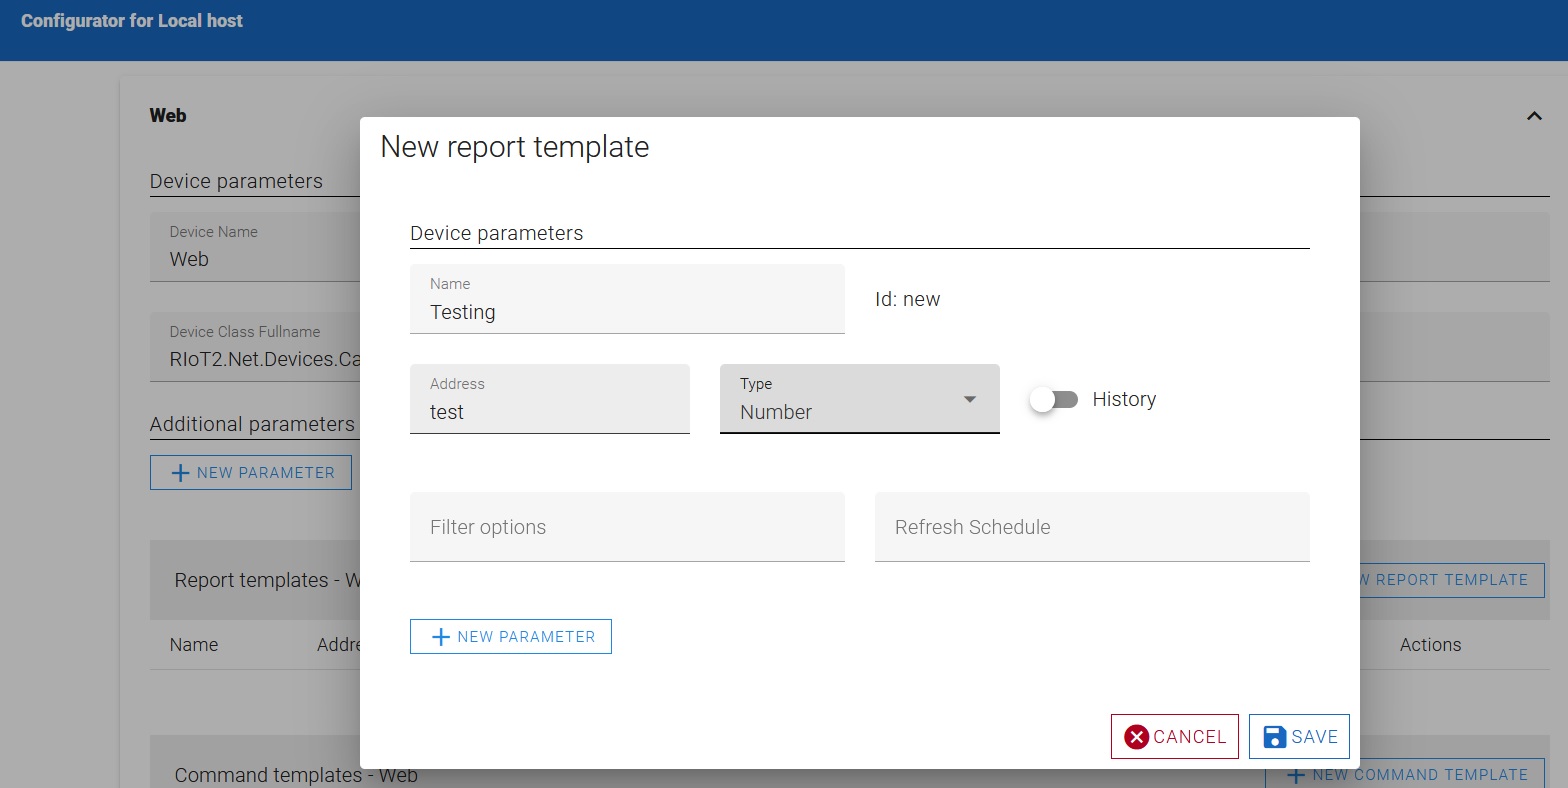 Configurator for Local host
Web
New report template
Device parameters
Device parameters
Device Name
Web
Name
Testing
Id: new
Device Class Fullname
RIoT2.Net.Devices.Ca
Address
test
Type
Number
History
Additional parameters
NEW PARAMETER
Filter options
Refresh Schedule
Report templates - W
W REPORT TEMPLATE
NEW PARAMETER
Name
Addre
Actions
CANCEL
SAVE
Command templates - Web
NEW COMMAND TEMPLATE